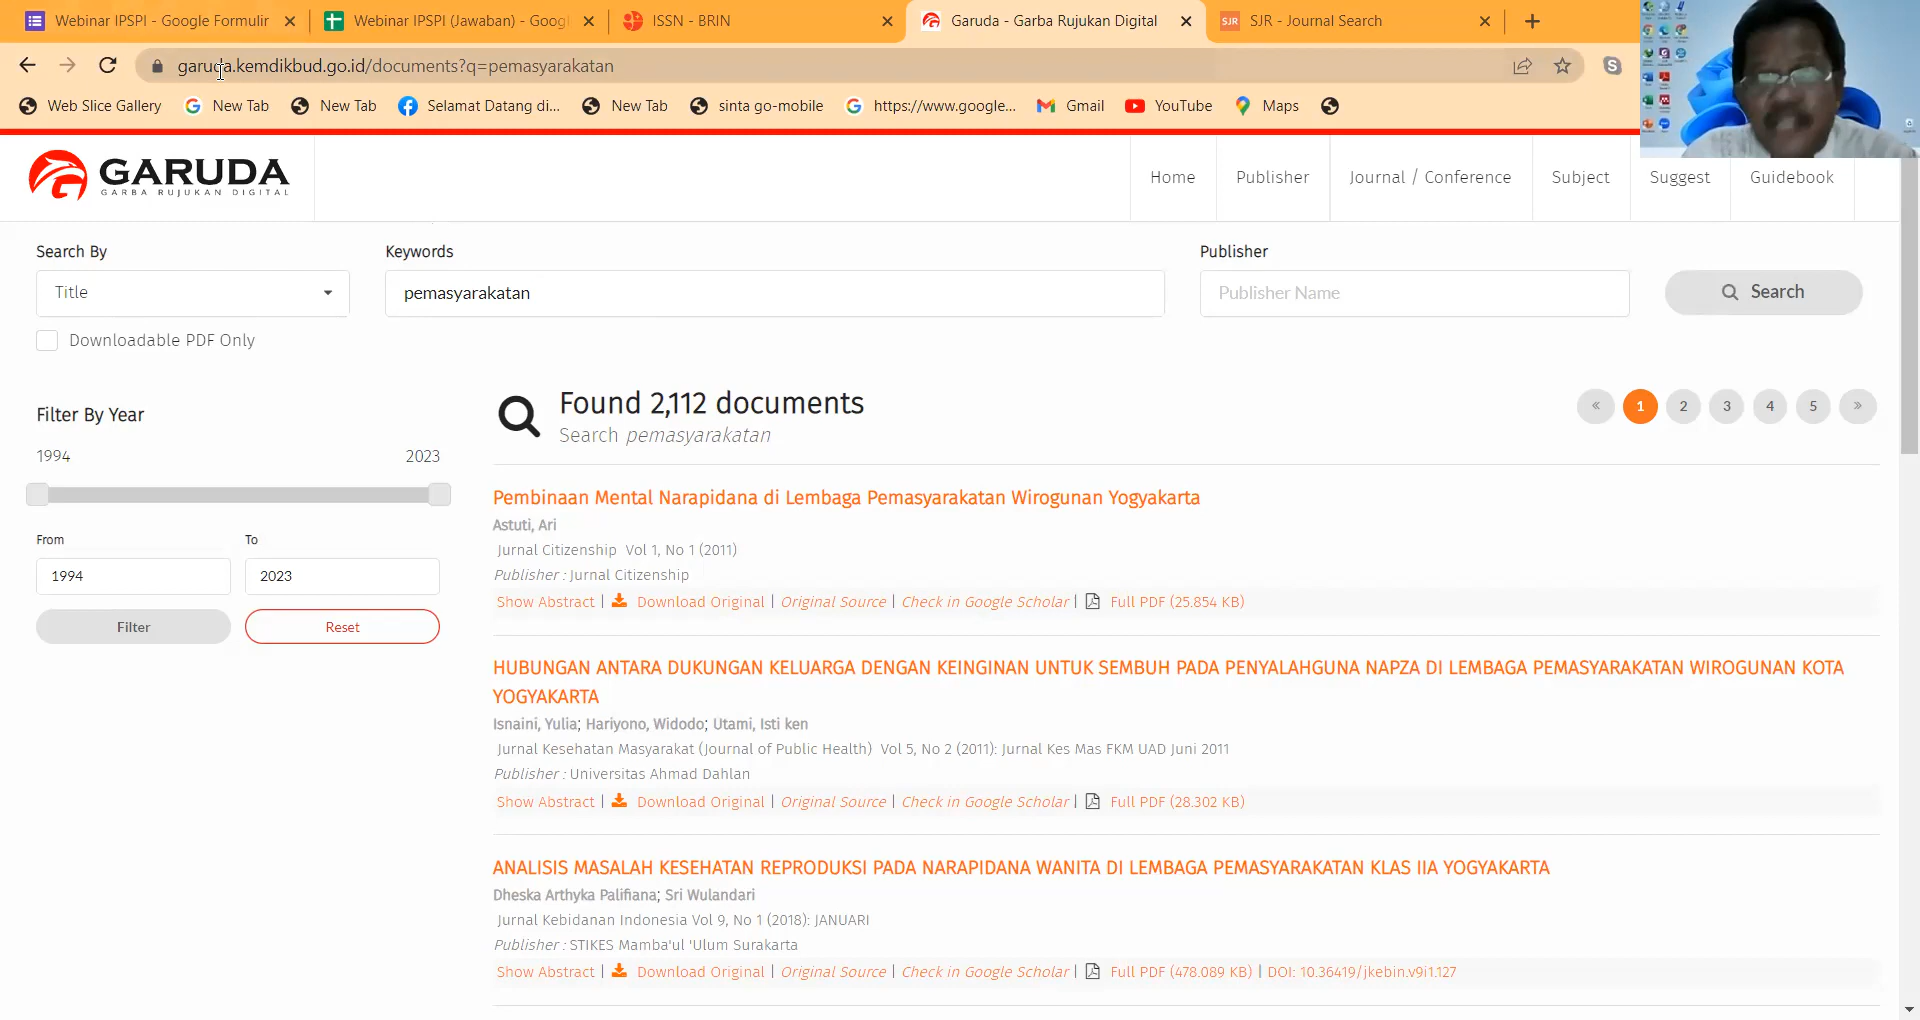 Webinar IPSPI - Google Formulir
Webinar IPSPI (Jawaban) - Goog
ISSN - BRIN
Garuda - Garba Rujukan Digital
SJR SJR - Journal Search
garuda.kemdikbud.go.id/documents?q=pemasyarakatan
Web Slice Gallery New Tab New Tab Selamat Datang di... New Tab sinta go-mobile https://www.google... Gmail YouTube Maps
GARUDA
GARBA RUJUKAN DIGITAL
Home Publisher Journal / Conference Subject Suggest Guidebook
Search By Keywords Publisher
Title pemasyarakatan Publisher Name Search
Downloadable PDF Only
Filter By Year
1994 2023
From To
1994 2023
Filter Reset
Found 2,112 documents
Search pemasyarakatan
« 1 2 3 4 5 »
Pembinaan Mental Narapidana di Lembaga Pemasyarakatan Wirogunan Yogyakarta
Astuti, Ari
Jurnal Citizenship Vol 1, No 1 (2011)
Publisher : Jurnal Citizenship
Show Abstract | Download Original | Original Source | Check in Google Scholar | Full PDF (25.854 KB)
HUBUNGAN ANTARA DUKUNGAN KELUARGA DENGAN KEINGINAN UNTUK SEMBUH PADA PENYALAHGUNA NAPZA DI LEMBAGA PEMASYARAKATAN WIROGUNAN KOTA
YOGYAKARTA
Isnaini, Yulia; Hariyono, Widodo; Utami, Isti ken
Jurnal Kesehatan Masyarakat (Journal of Public Health) Vol 5, No 2 (2011): Jurnal Kes Mas FKM UAD Juni 2011
Publisher : Universitas Ahmad Dahlan
Show Abstract | Download Original | Original Source | Check in Google Scholar | Full PDF (28.302 KB)
ANALISIS MASALAH KESEHATAN REPRODUKSI PADA NARAPIDANA WANITA DI LEMBAGA PEMASYARAKATAN KLAS IIA YOGYAKARTA
Dheska Arthyka Palifiana; Sri Wulandari
Jurnal Kebidanan Indonesia Vol 9, No 1 (2018): JANUARI
Publisher : STIKES Mamba'ul 'Ulum Surakarta
Show Abstract | Download Original | Original Source | Check in Google Scholar | Full PDF (478.089 KB) | DOI: 10.36419/jkebin.v9i1.127